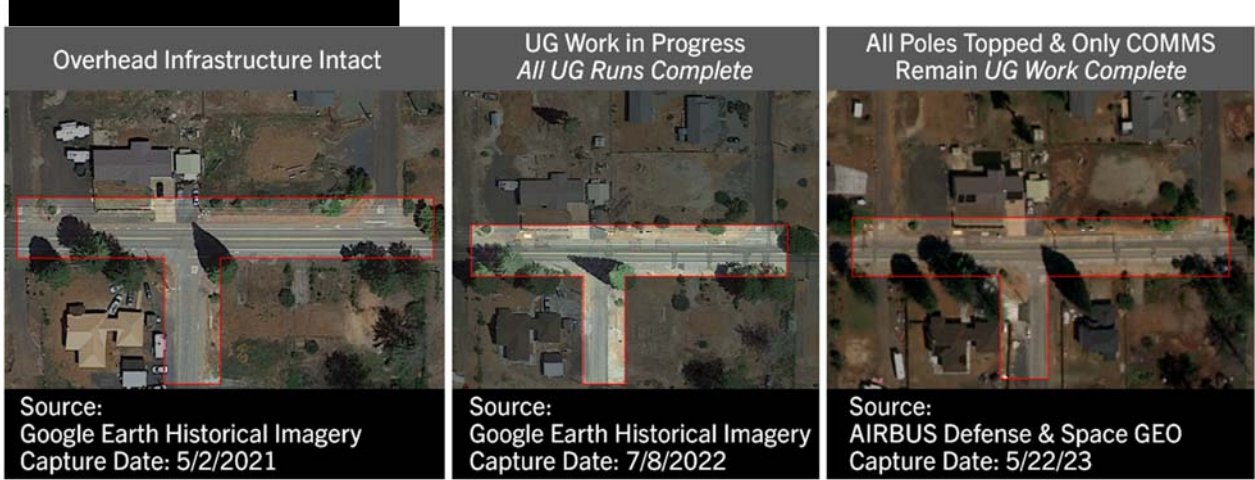 Overhead Infrastructure Intact
UG Work in Progress
All UG Runs Complete
All Poles Topped & Only COMMS
Remain UG Work Complete
Source:
Google Earth Historical Imagery
Capture Date: 5/2/2021
Source:
Google Earth Historical Imagery
Capture Date: 7/8/2022
Source:
AIRBUS Defense & Space GEO
Capture Date: 5/22/23